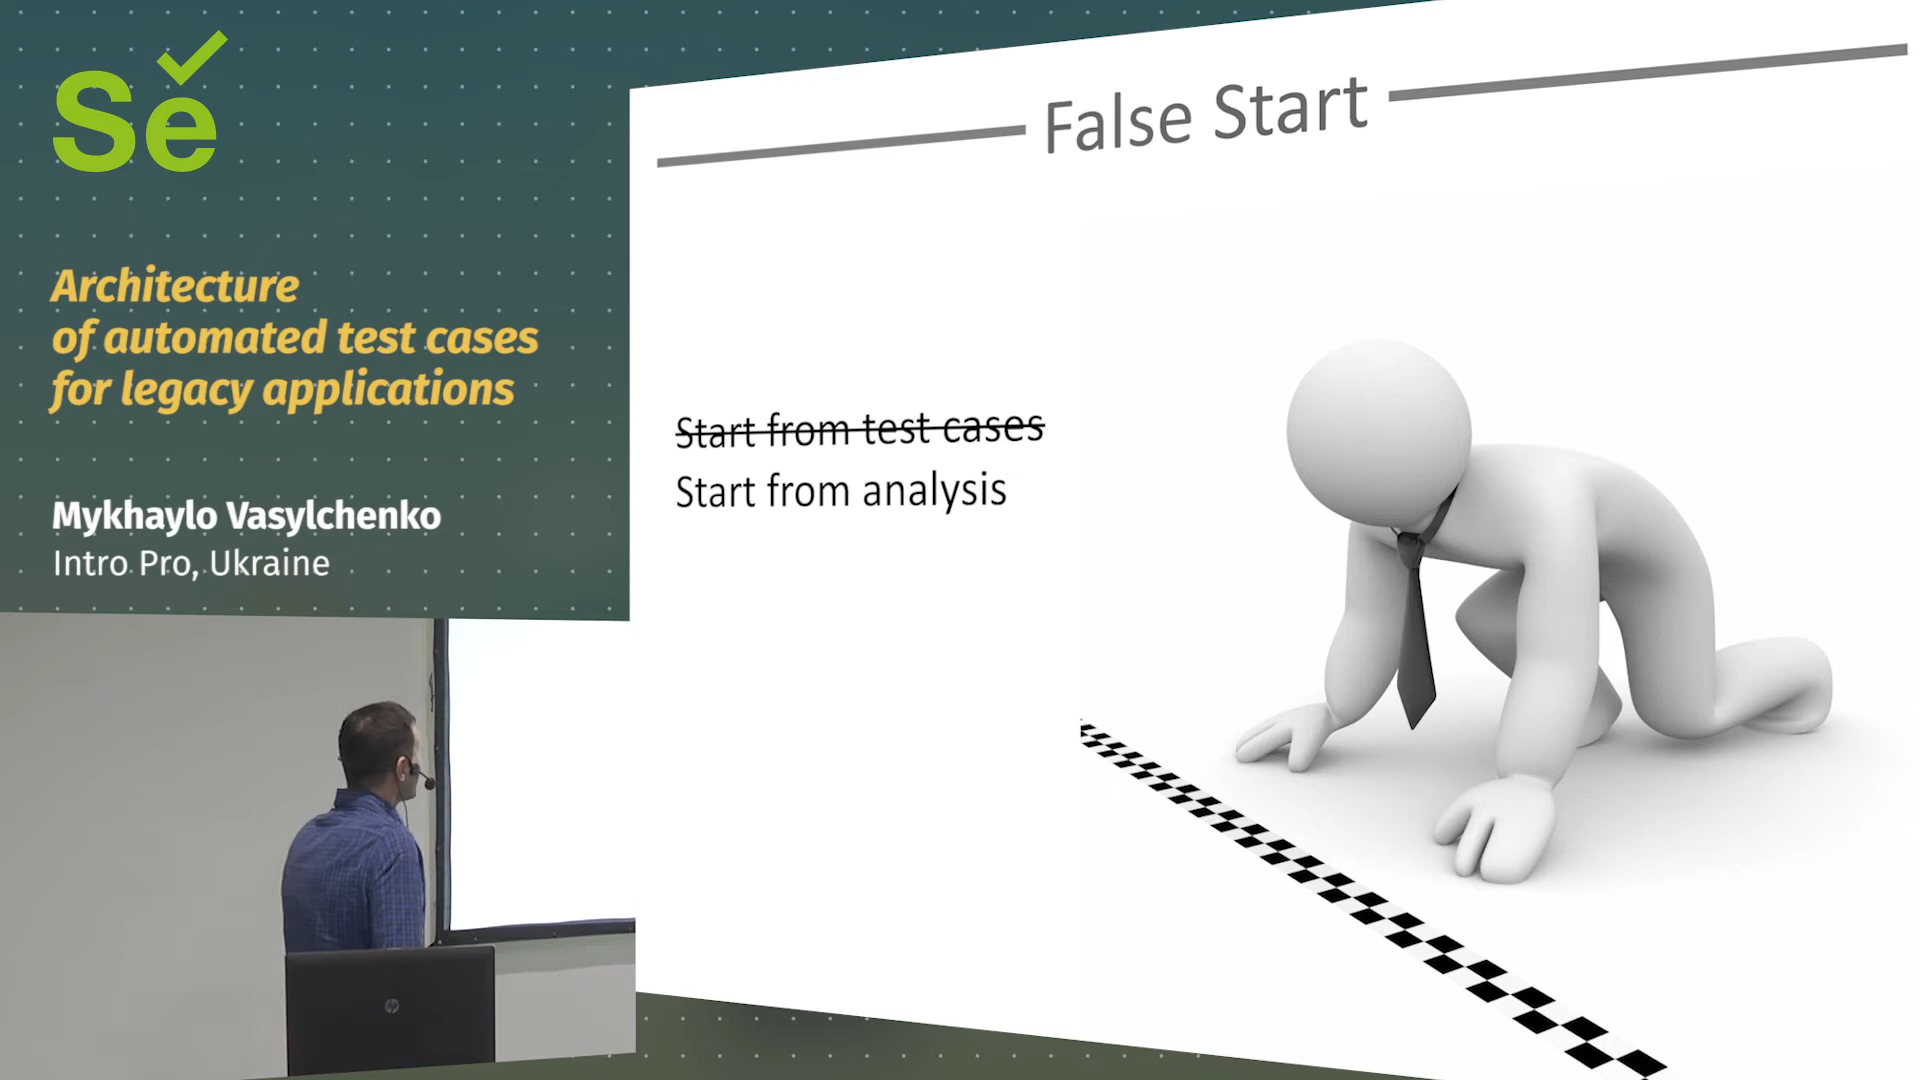 Se
Architecture
of automated test cases
for legacy applications
Mykhaylo Vasylchenko
Intro Pro, Ukraine
False Start
Start from test cases
Start from analysis
hp